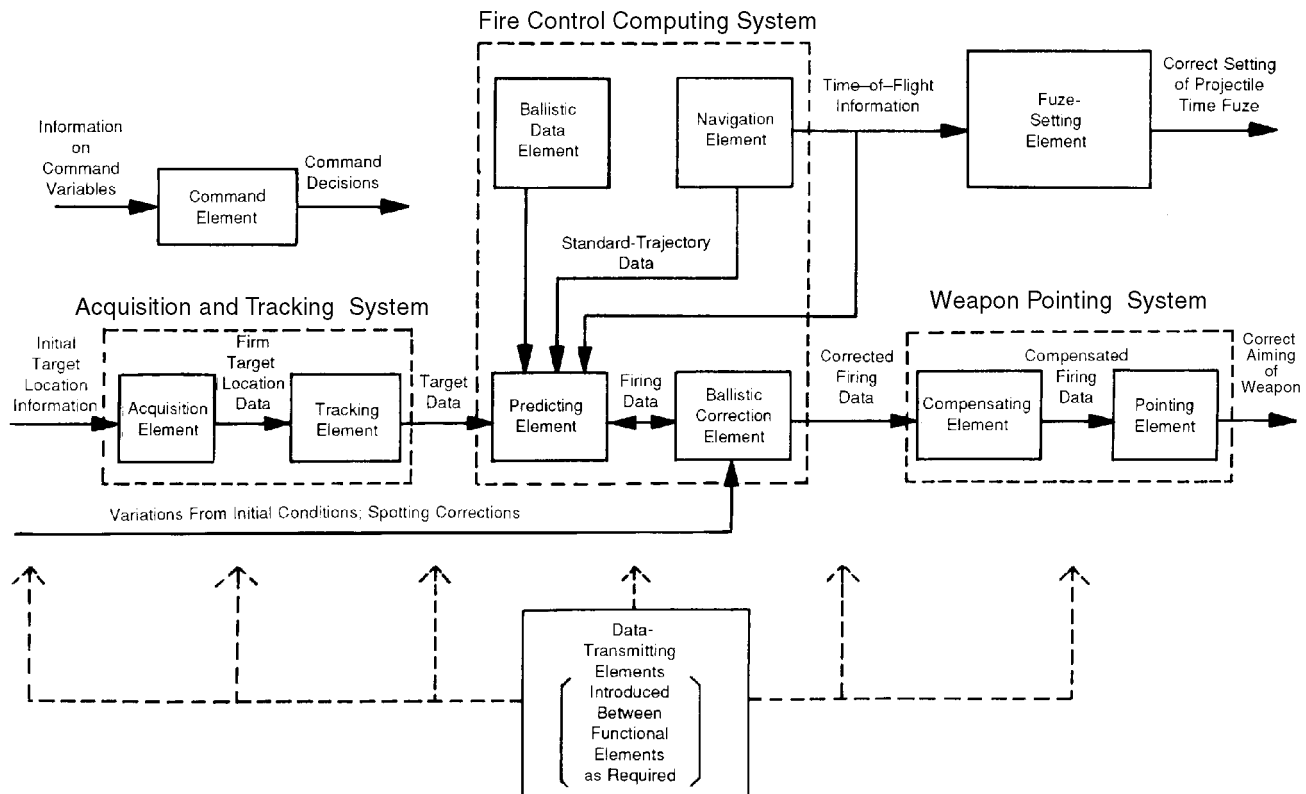 Fire Control Computing System
Ballistic
Data
Element
Navigation
Element
Time-of-Flight
Information
Fuze-
Setting
Element
Correct Setting
of Projectile
Time Fuze
Information
on
Command
Variables
Command
Element
Command
Decisions
Standard-Trajectory
Data
Acquisition and Tracking System
Weapon Pointing System
Initial
Target
Location
Information
Acquisition
Element
Firm
Target
Location
Data
Tracking
Element
Target
Data
Predicting
Element
Firing
Data
Ballistic
Correction
Element
Corrected
Firing
Data
Compensating
Element
Compensated
Firing
Data
Pointing
Element
Correct
Aiming
of
Weapon
Variations From Initial Conditions; Spotting Corrections
Data-
Transmitting
Elements
Introduced
Between
Functional
Elements
as Required